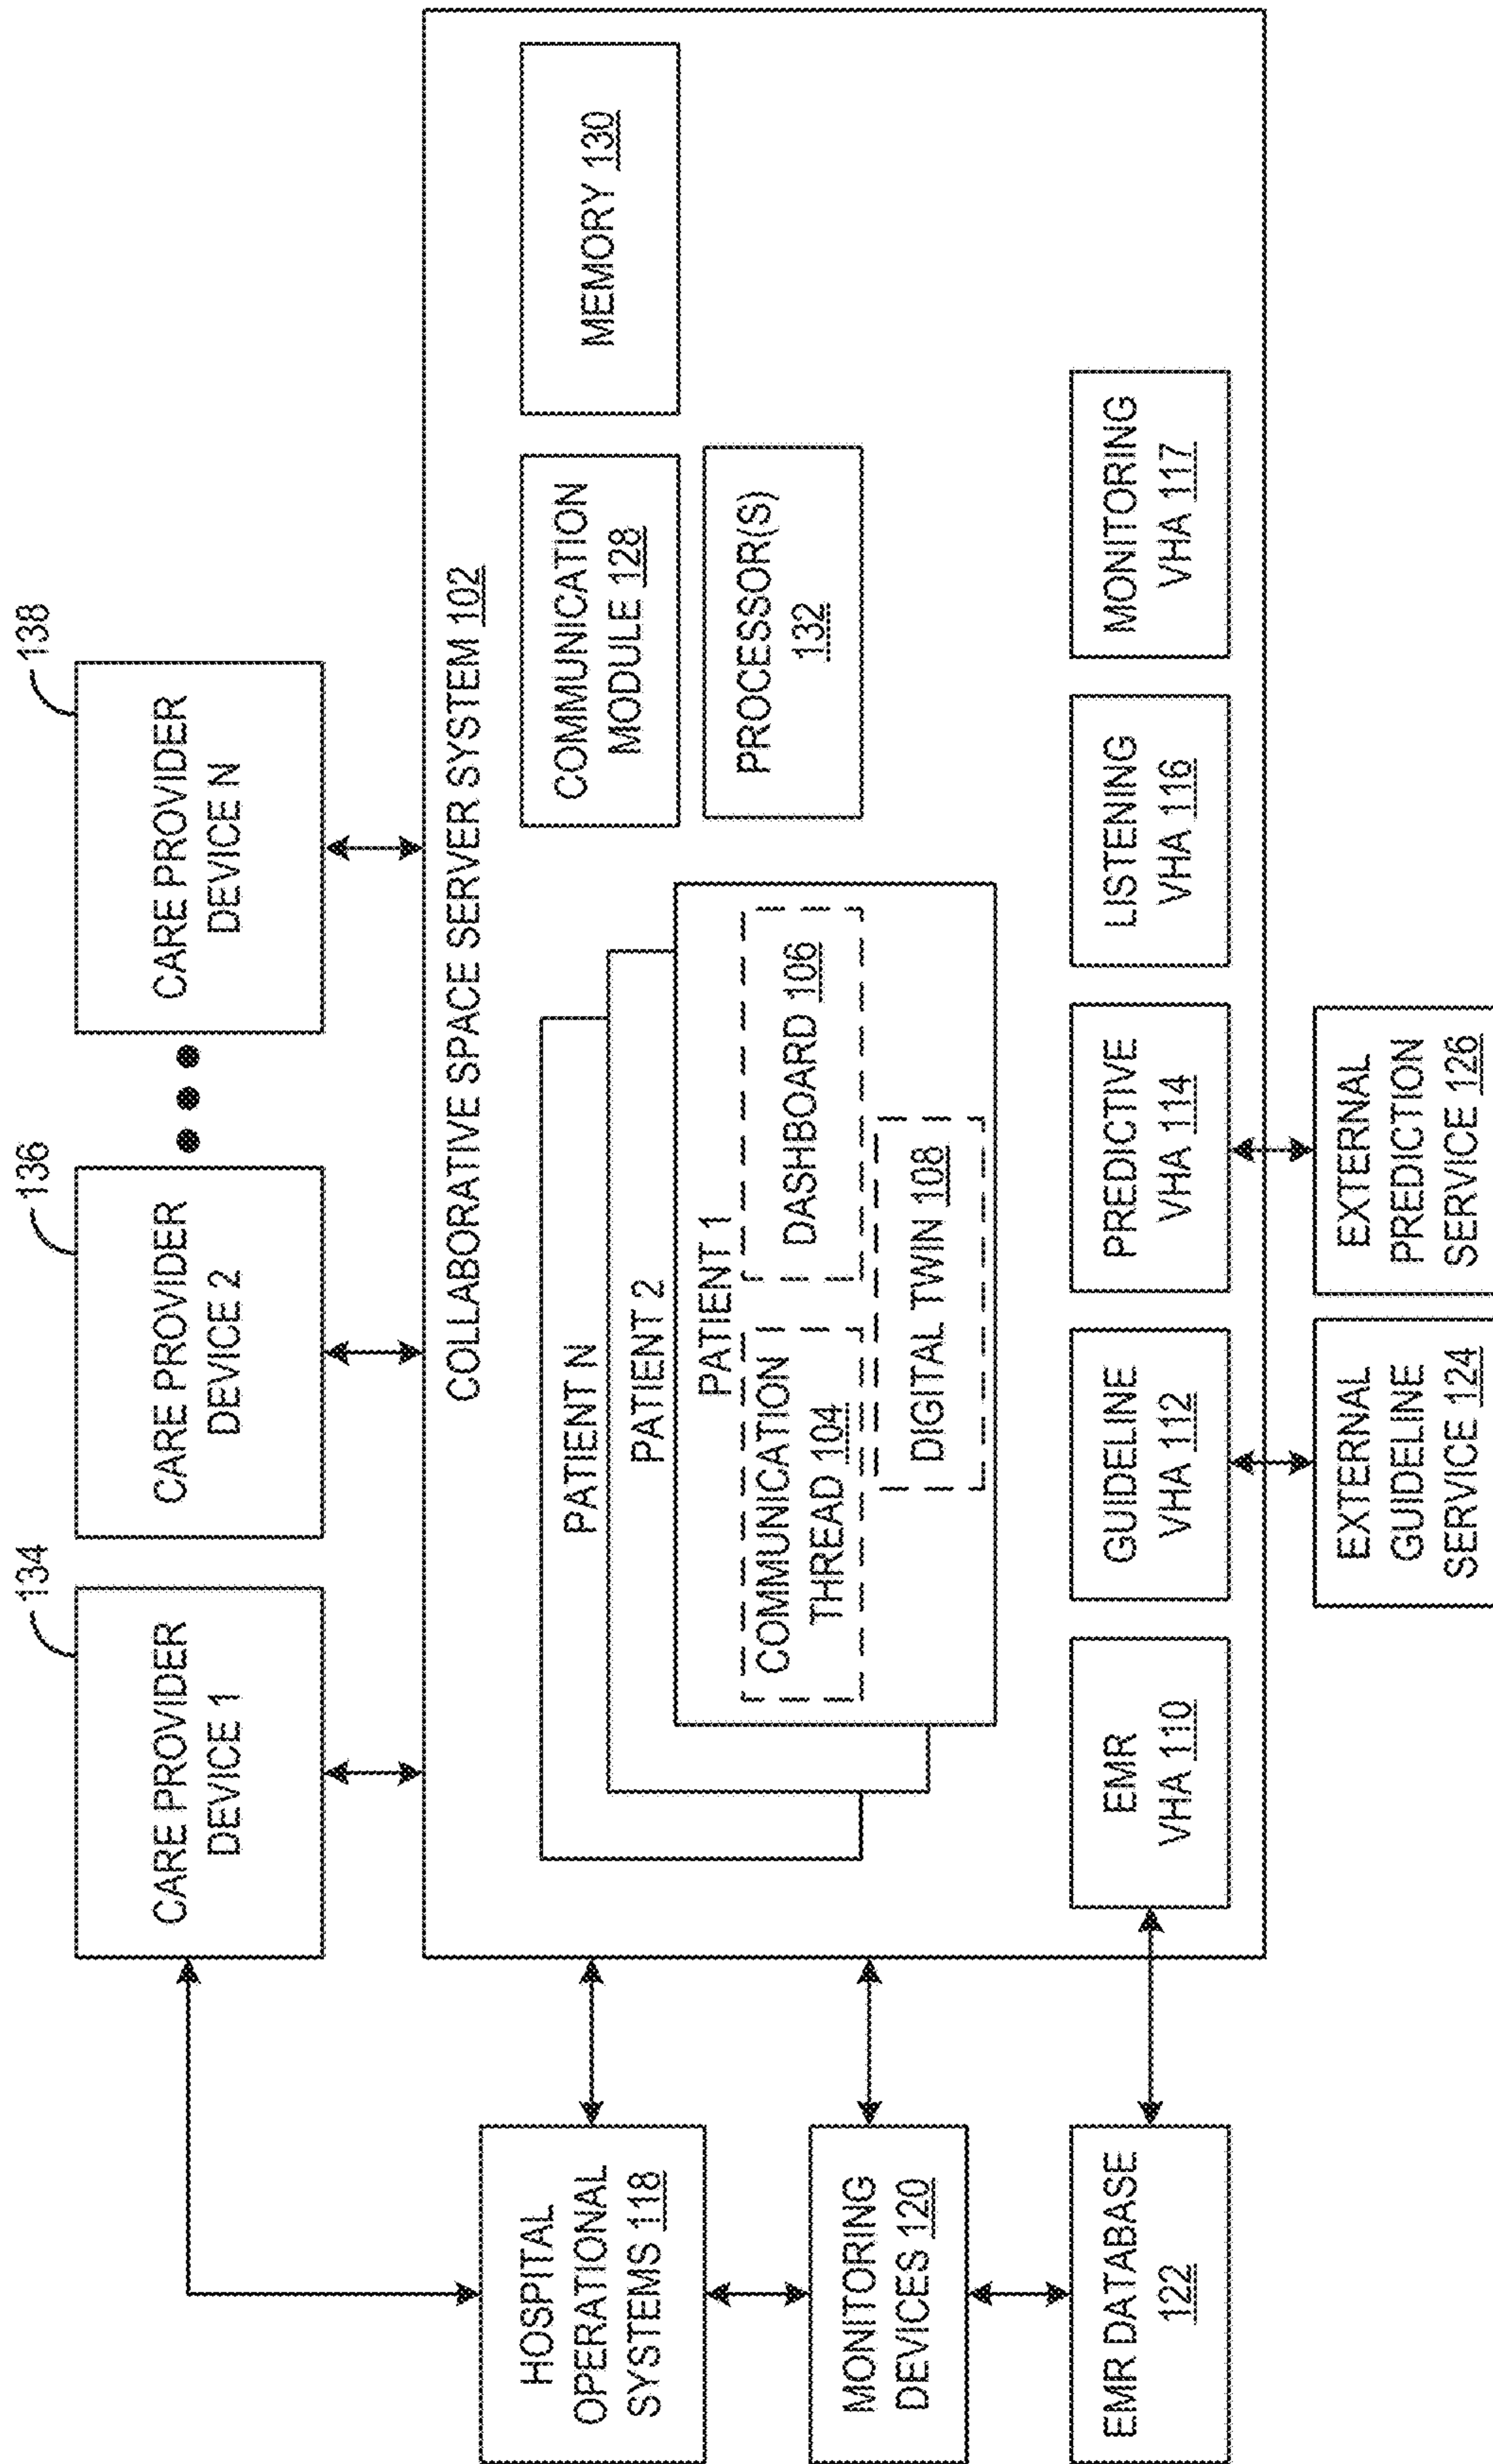 134
136
138
CARE PROVIDER
DEVICE 1
CARE PROVIDER
DEVICE 2
CARE PROVIDER
DEVICE N
COLLABORATIVE SPACE SERVER SYSTEM 102
HOSPITAL
OPERATIONAL
SYSTEMS 118
MONITORING
DEVICES 120
EMR DATABASE
122
PATIENT N
PATIENT 2
PATIENT 1
COMMUNICATION
THREAD 104
DASHBOARD 106
DIGITAL TWIN 108
COMMUNICATION
MODULE 128
MEMORY 130
PROCESSOR(S)
132
EMR
VHA 110
GUIDELINE
VHA 112
PREDICTIVE
VHA 114
LISTENING
VHA 116
MONITORING
VHA 117
EXTERNAL
GUIDELINE
SERVICE 124
EXTERNAL
PREDICTION
SERVICE 126